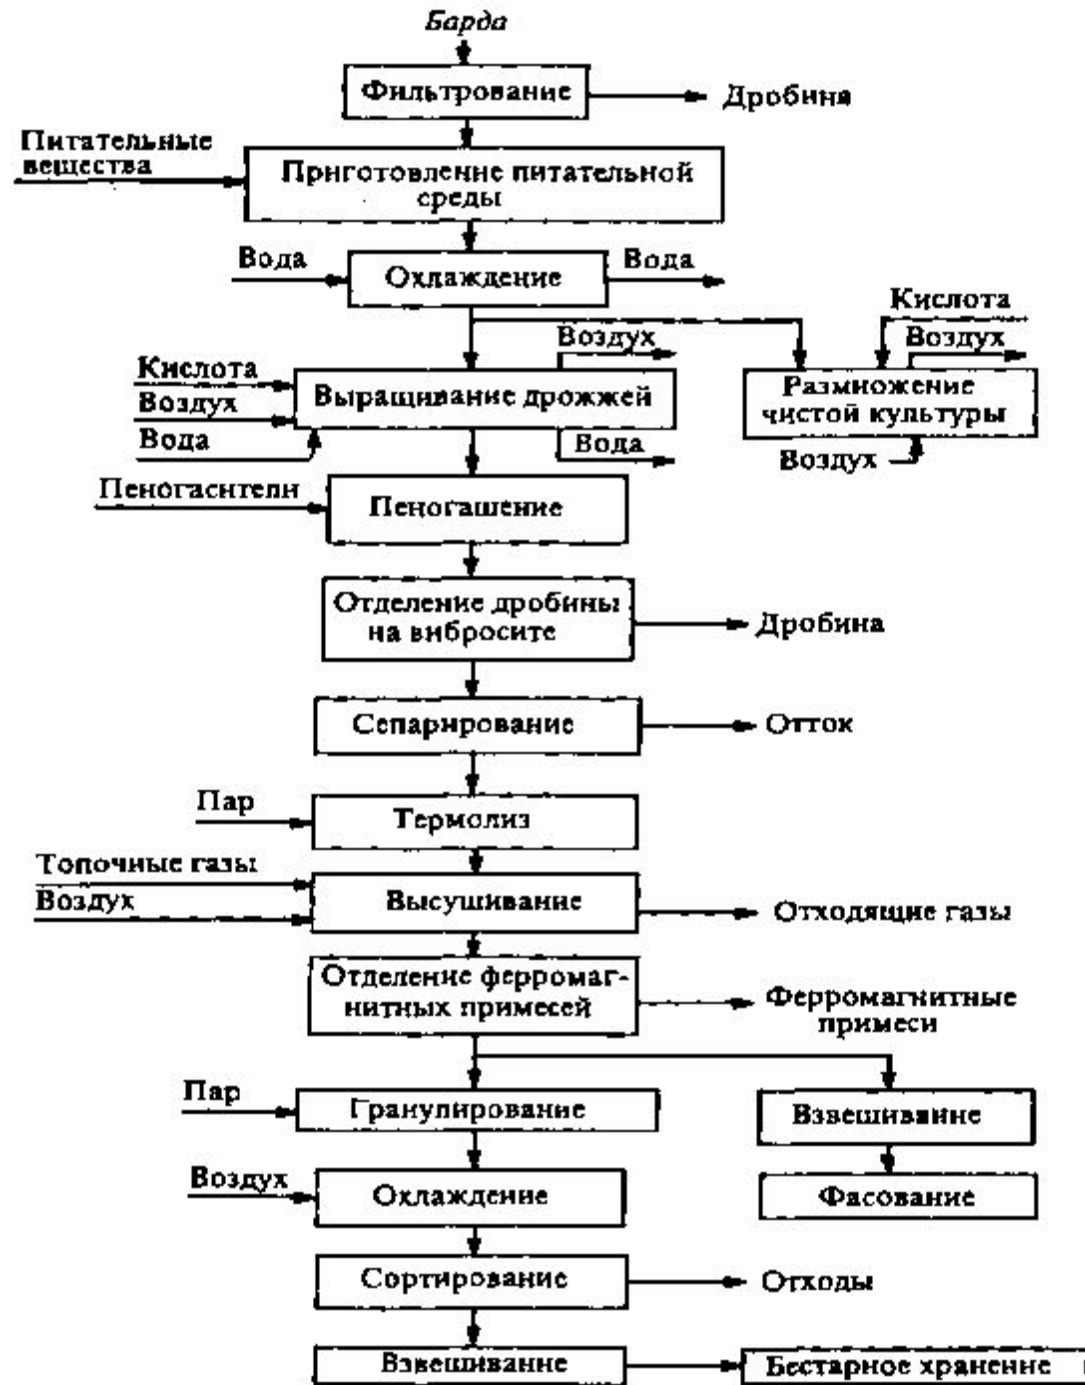 Барда
Фильтрование
Дробина
Питательные
вещества
Приготовление питательной
среды
Вода
Охлаждение
Вода
Кислота
Воздух
Воздух
Кислота
Воздух
Вода
Выращивание дрожжей
Вода
Размножение
чистой культуры
Воздух
Пеногасители
Пеногашение
Отделение дробины
на вибросите
Дробина
Сепарирование
Отток
Пар
Термолиз
Топочные газы
Воздух
Высушивание
Отходящие газы
Отделение ферромаг-
нитных примесей
Ферромагнитные
примеси
Пар
Гранулирование
Взвешивание
Воздух
Охлаждение
Фасование
Сортирование
Отходы
Взвешивание
Бестарное хранение